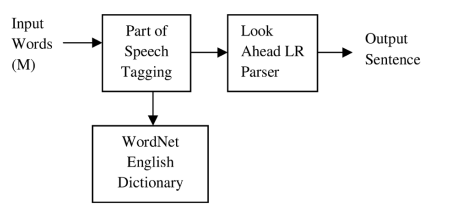 Input
Words
(M)
Part of
Speech
Tagging
Look
Ahead LR
Parser
Output
Sentence
WordNet
English
Dictionary